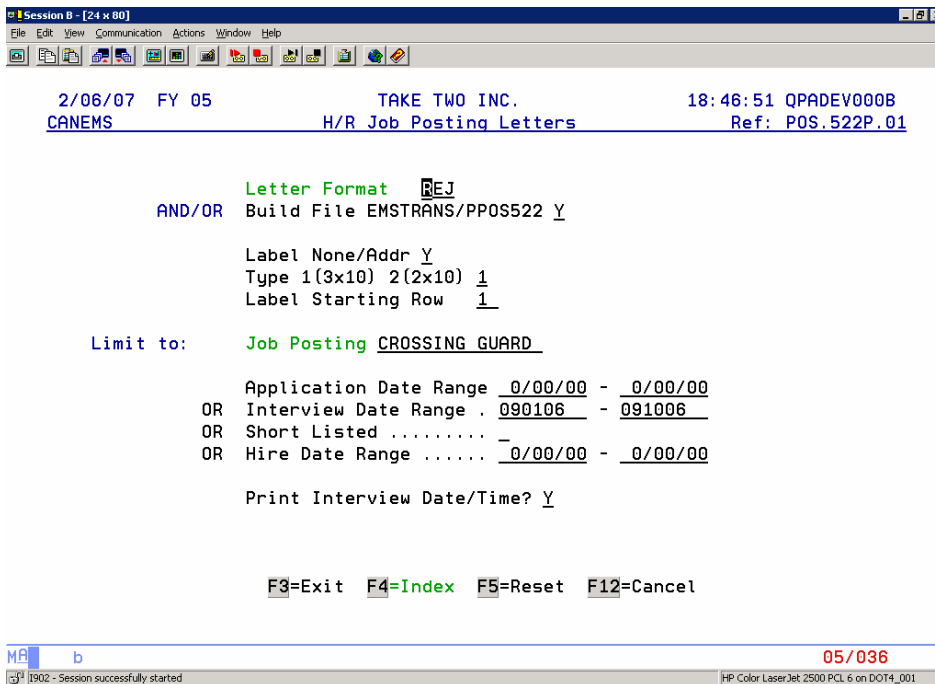 Session B - [24 x 80]
File Edit View Communication Actions Window Help
2/06/07 FY 05 TAKE TWO INC. 18:46:51 QPADEV000B
CANEMS H/R Job Posting Letters Ref: POS.522P.01
Letter Format REJ
AND/OR Build File EMSTRANS/PPOS522 Y
Label None/Addr Y
Type 1(3x10) 2(2x10) 1
Label Starting Row 1
Limit to: Job Posting CROSSING GUARD
Application Date Range 0/00/00 - 0/00/00
OR Interview Date Range . 090106 - 091006
OR Short Listed ......... _
OR Hire Date Range ...... 0/00/00 - 0/00/00
Print Interview Date/Time? Y
F3=Exit F4=Index F5=Reset F12=Cancel
MA b 05/036
I902 - Session successfully started HP Color LaserJet 2500 PCL 6 on DOT4_001